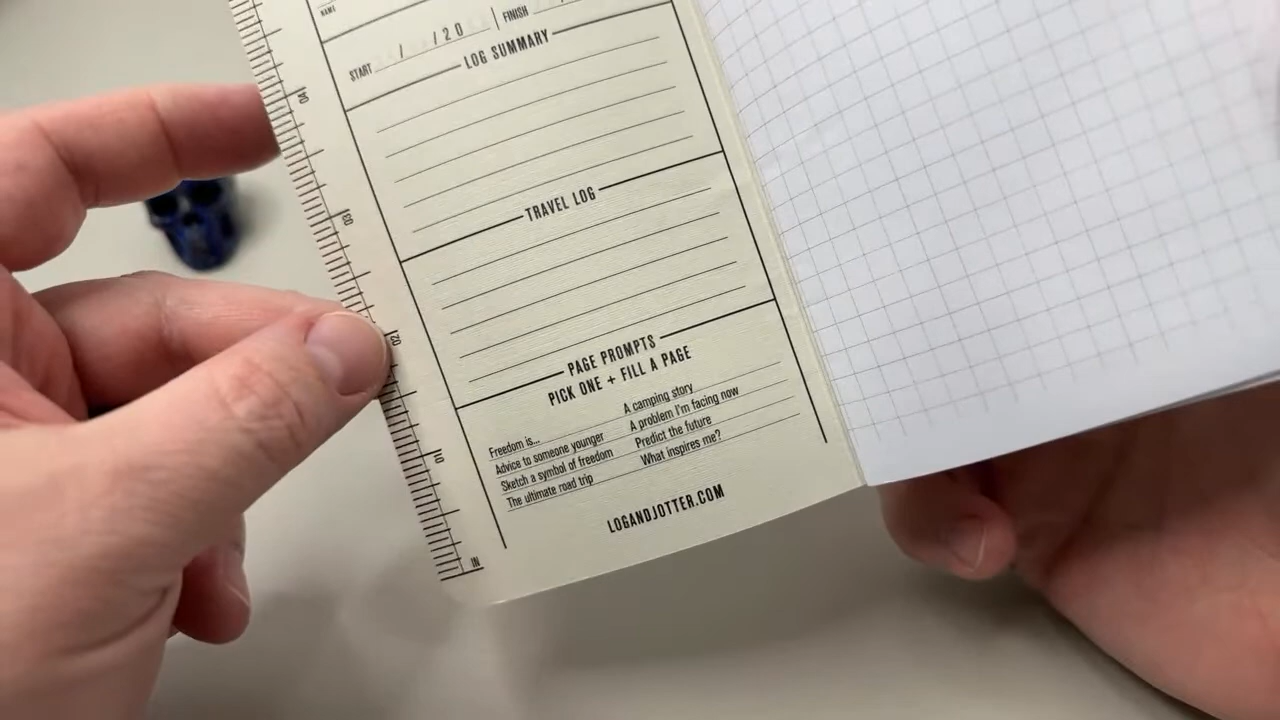 NAME
START / /20 | FINISH /
LOG SUMMARY
TRAVEL LOG
PAGE PROMPTS
PICK ONE + FILL A PAGE
Freedom is... A camping story
Advice to someone younger A problem I'm facing now
Sketch a symbol of freedom Predict the future
The ultimate road trip What inspires me?
LOGANDJOTTER.COM
04
03
02
01
IN